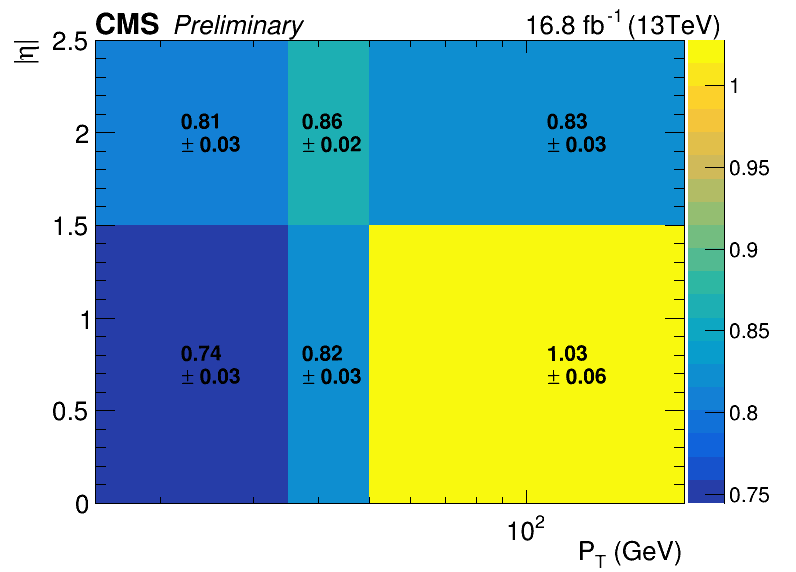 CMS Preliminary 16.8 fb⁻¹ (13TeV)
|η|
2.5
2
1.5
1
0.5
0
0.81 0.86 0.83
± 0.03 ± 0.02 ± 0.03
0.74 0.82 1.03
± 0.03 ± 0.03 ± 0.06
1
0.95
0.9
0.85
0.8
0.75
10²
P_T (GeV)